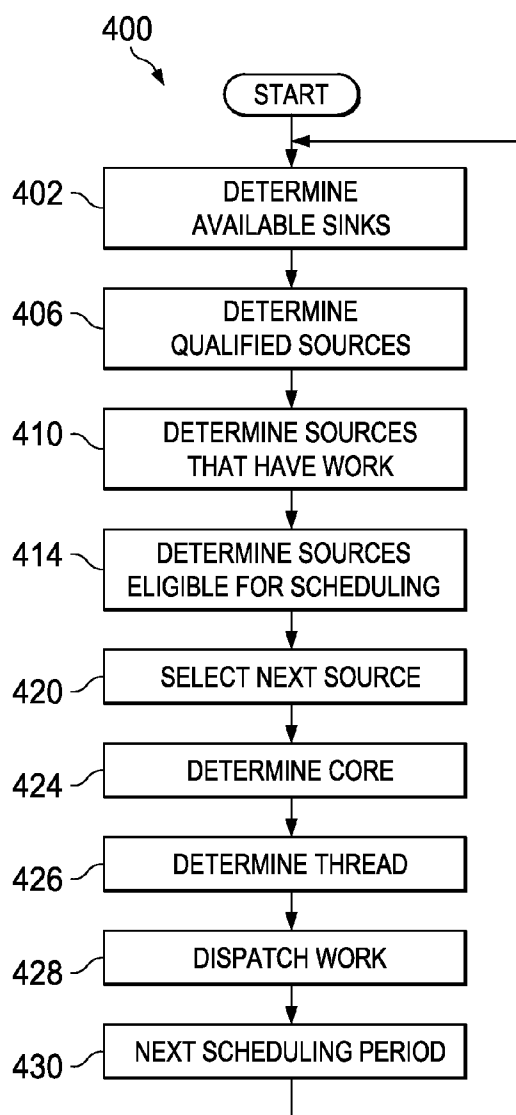 400
START
402
DETERMINE
AVAILABLE SINKS
406
DETERMINE
QUALIFIED SOURCES
410
DETERMINE SOURCES
THAT HAVE WORK
414
DETERMINE SOURCES
ELIGIBLE FOR SCHEDULING
420
SELECT NEXT SOURCE
424
DETERMINE CORE
426
DETERMINE THREAD
428
DISPATCH WORK
430
NEXT SCHEDULING PERIOD